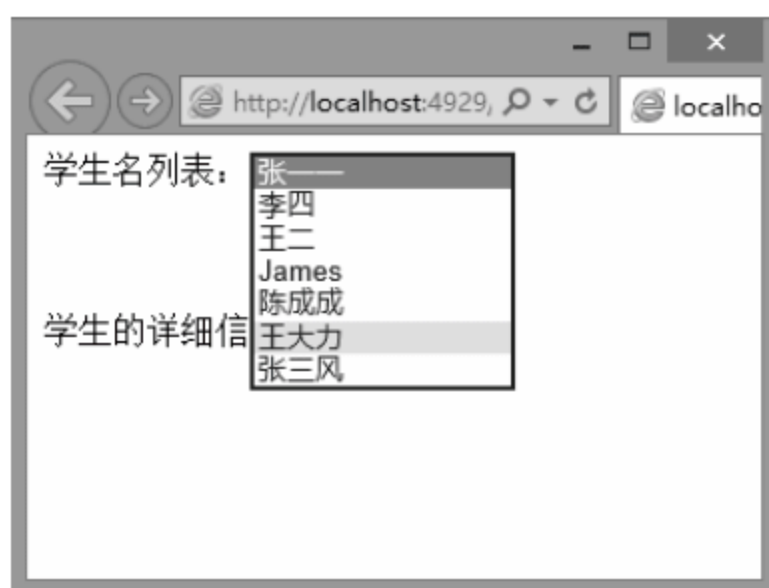 http://localhost:4929, localho
学生名列表： 张一一
李四
王二
James
陈成成
学生的详细信 王大力
张三风